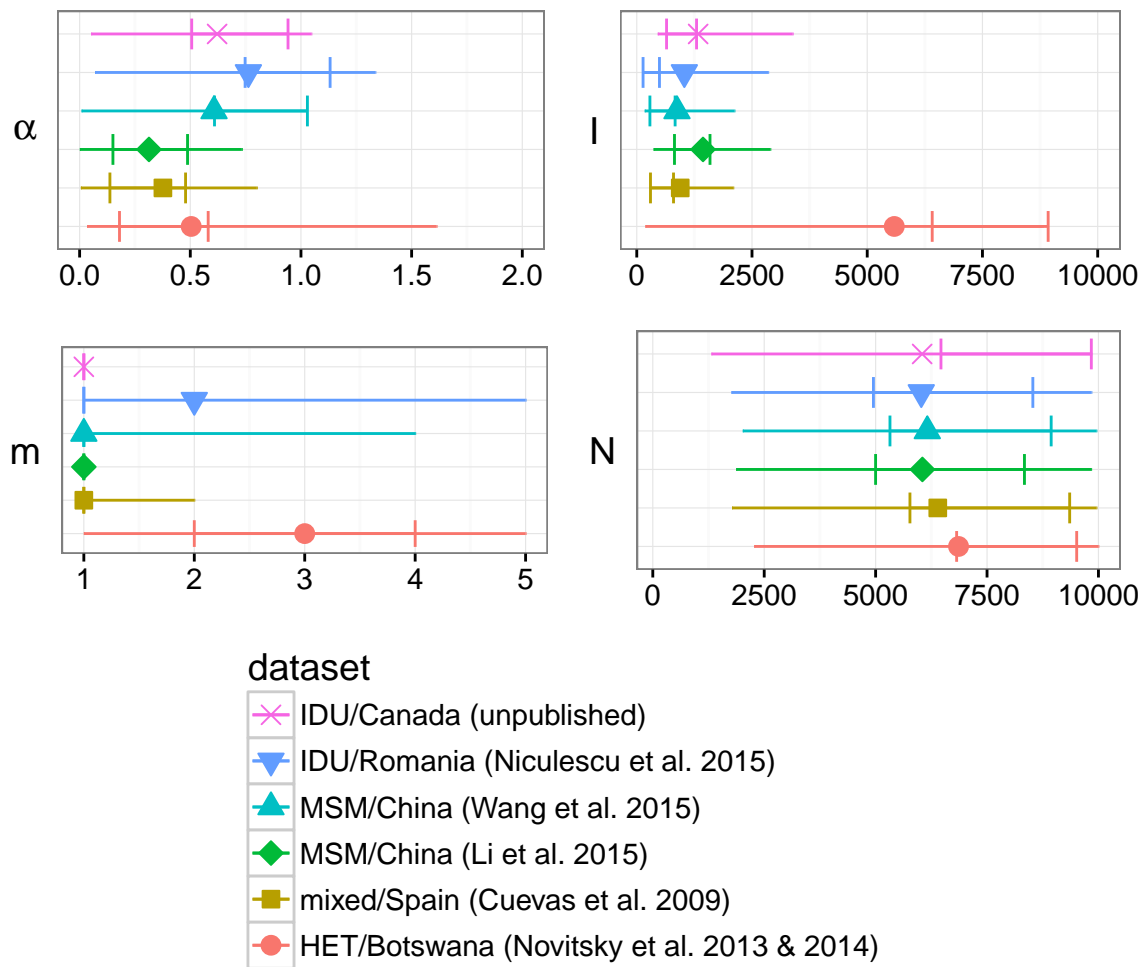 α
0.0 0.5 1.0 1.5 2.0
I
0 2500 5000 7500 10000
m
1 2 3 4 5
N
0 2500 5000 7500 10000
dataset
IDU/Canada (unpublished)
IDU/Romania (Niculescu et al. 2015)
MSM/China (Wang et al. 2015)
MSM/China (Li et al. 2015)
mixed/Spain (Cuevas et al. 2009)
HET/Botswana (Novitsky et al. 2013 & 2014)